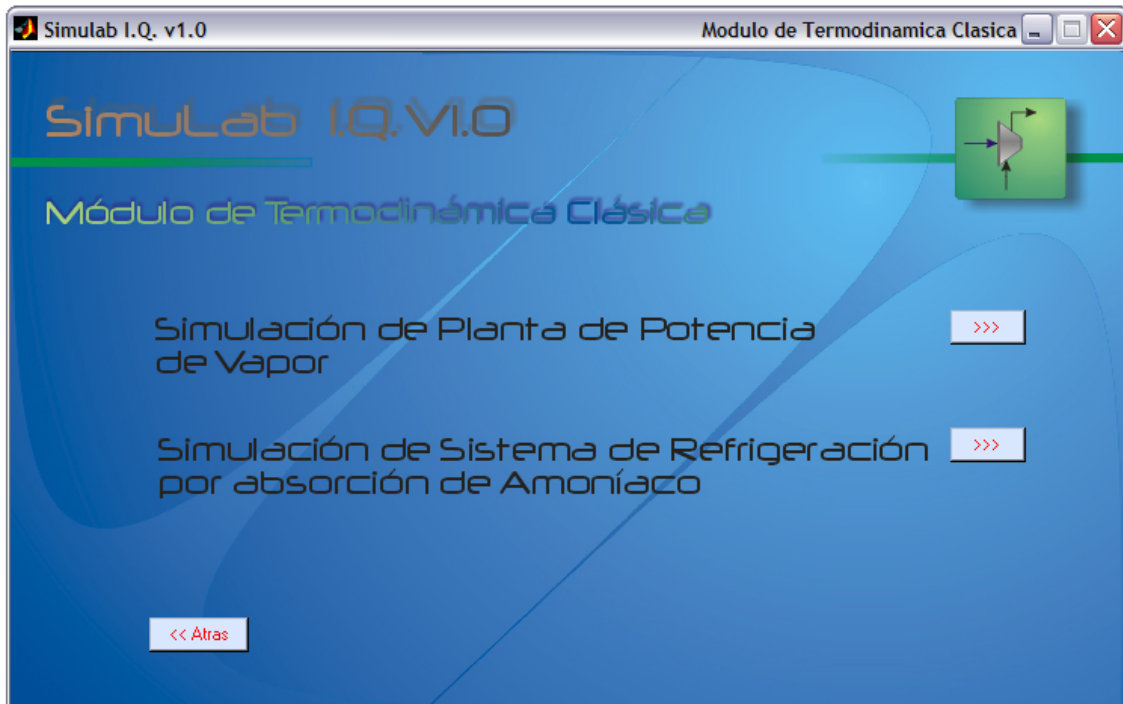 Simulab I.Q. v1.0 Modulo de Termodinamica Clasica
SimuLab I.Q. V1.0
Módulo de Termodinámica Clásica
Simulación de Planta de Potencia >>>
de Vapor
Simulación de Sistema de Refrigeración >>>
por absorción de Amoníaco
<< Atras